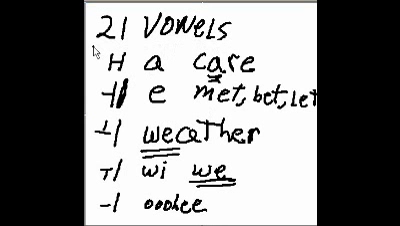 21 vowels
H a care
e met, bet, let
weather
wi we